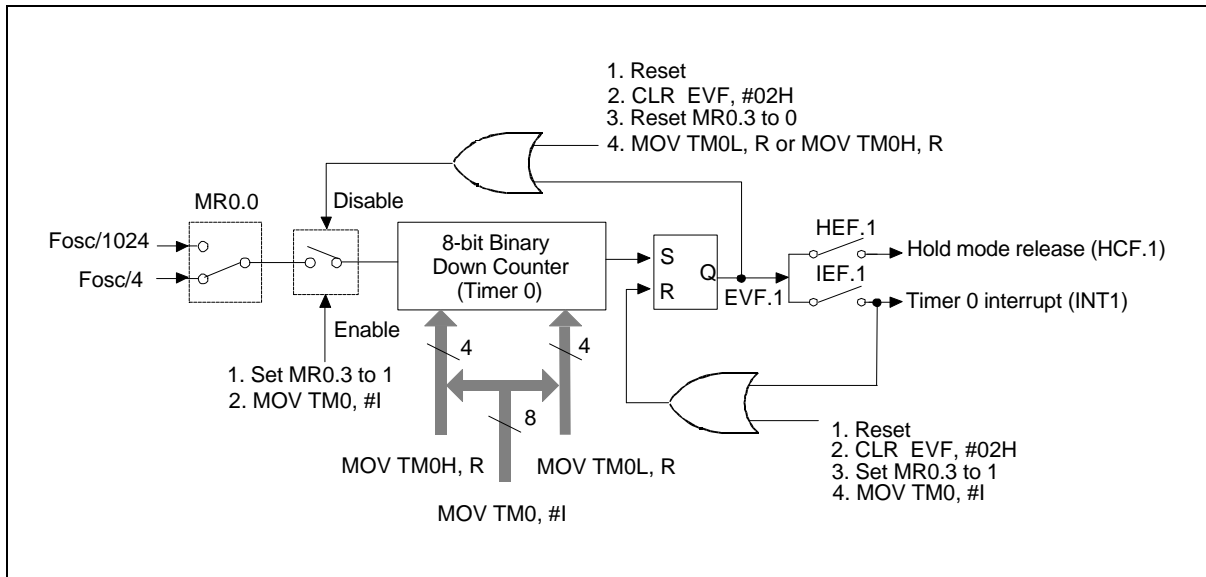 1. Reset
2. CLR EVF, #02H
3. Reset MR0.3 to 0
4. MOV TM0L, R or MOV TM0H, R
MR0.0
Disable
Fosc/1024
Fosc/4
8-bit Binary
Down Counter
(Timer 0)
S
Q
R
EVF.1
HEF.1
Hold mode release (HCF.1)
IEF.1
Timer 0 interrupt (INT1)
Enable
1. Set MR0.3 to 1
2. MOV TM0, #I
4
4
8
MOV TM0H, R
MOV TM0L, R
MOV TM0, #I
1. Reset
2. CLR EVF, #02H
3. Set MR0.3 to 1
4. MOV TM0, #I